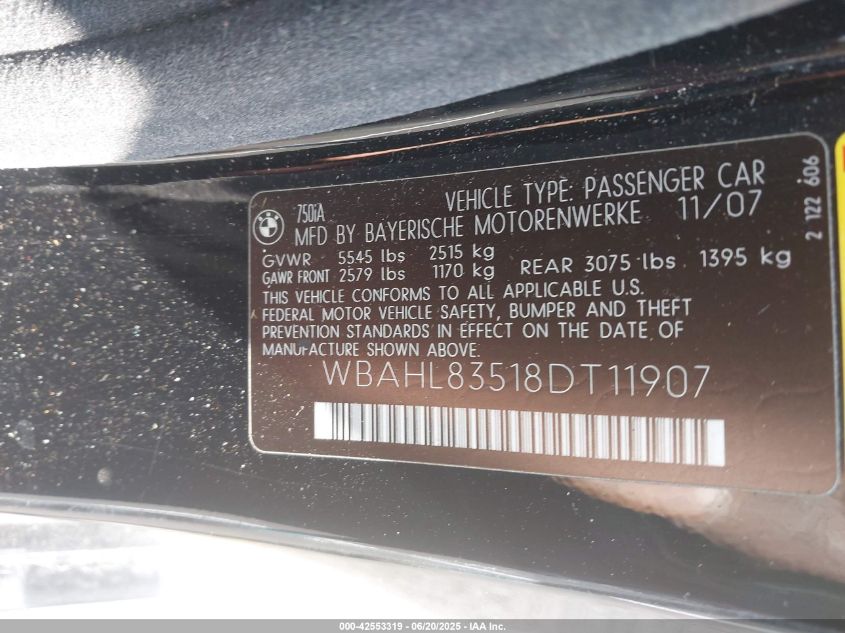 BMW
750iA
VEHICLE TYPE: PASSENGER CAR
MFD BY BAYERISCHE MOTORENWERKE 11/07
GVWR 5545 lbs 2515 kg
GAWR FRONT 2579 lbs 1170 kg REAR 3075 lbs 1395 kg
THIS VEHICLE CONFORMS TO ALL APPLICABLE U.S.
FEDERAL MOTOR VEHICLE SAFETY, BUMPER AND THEFT
PREVENTION STANDARDS IN EFFECT ON THE DATE OF
MANUFACTURE SHOWN ABOVE.
WBAHL83518DT11907
2 122 606
000-42553319 - 06/20/2025 - IAA Inc.